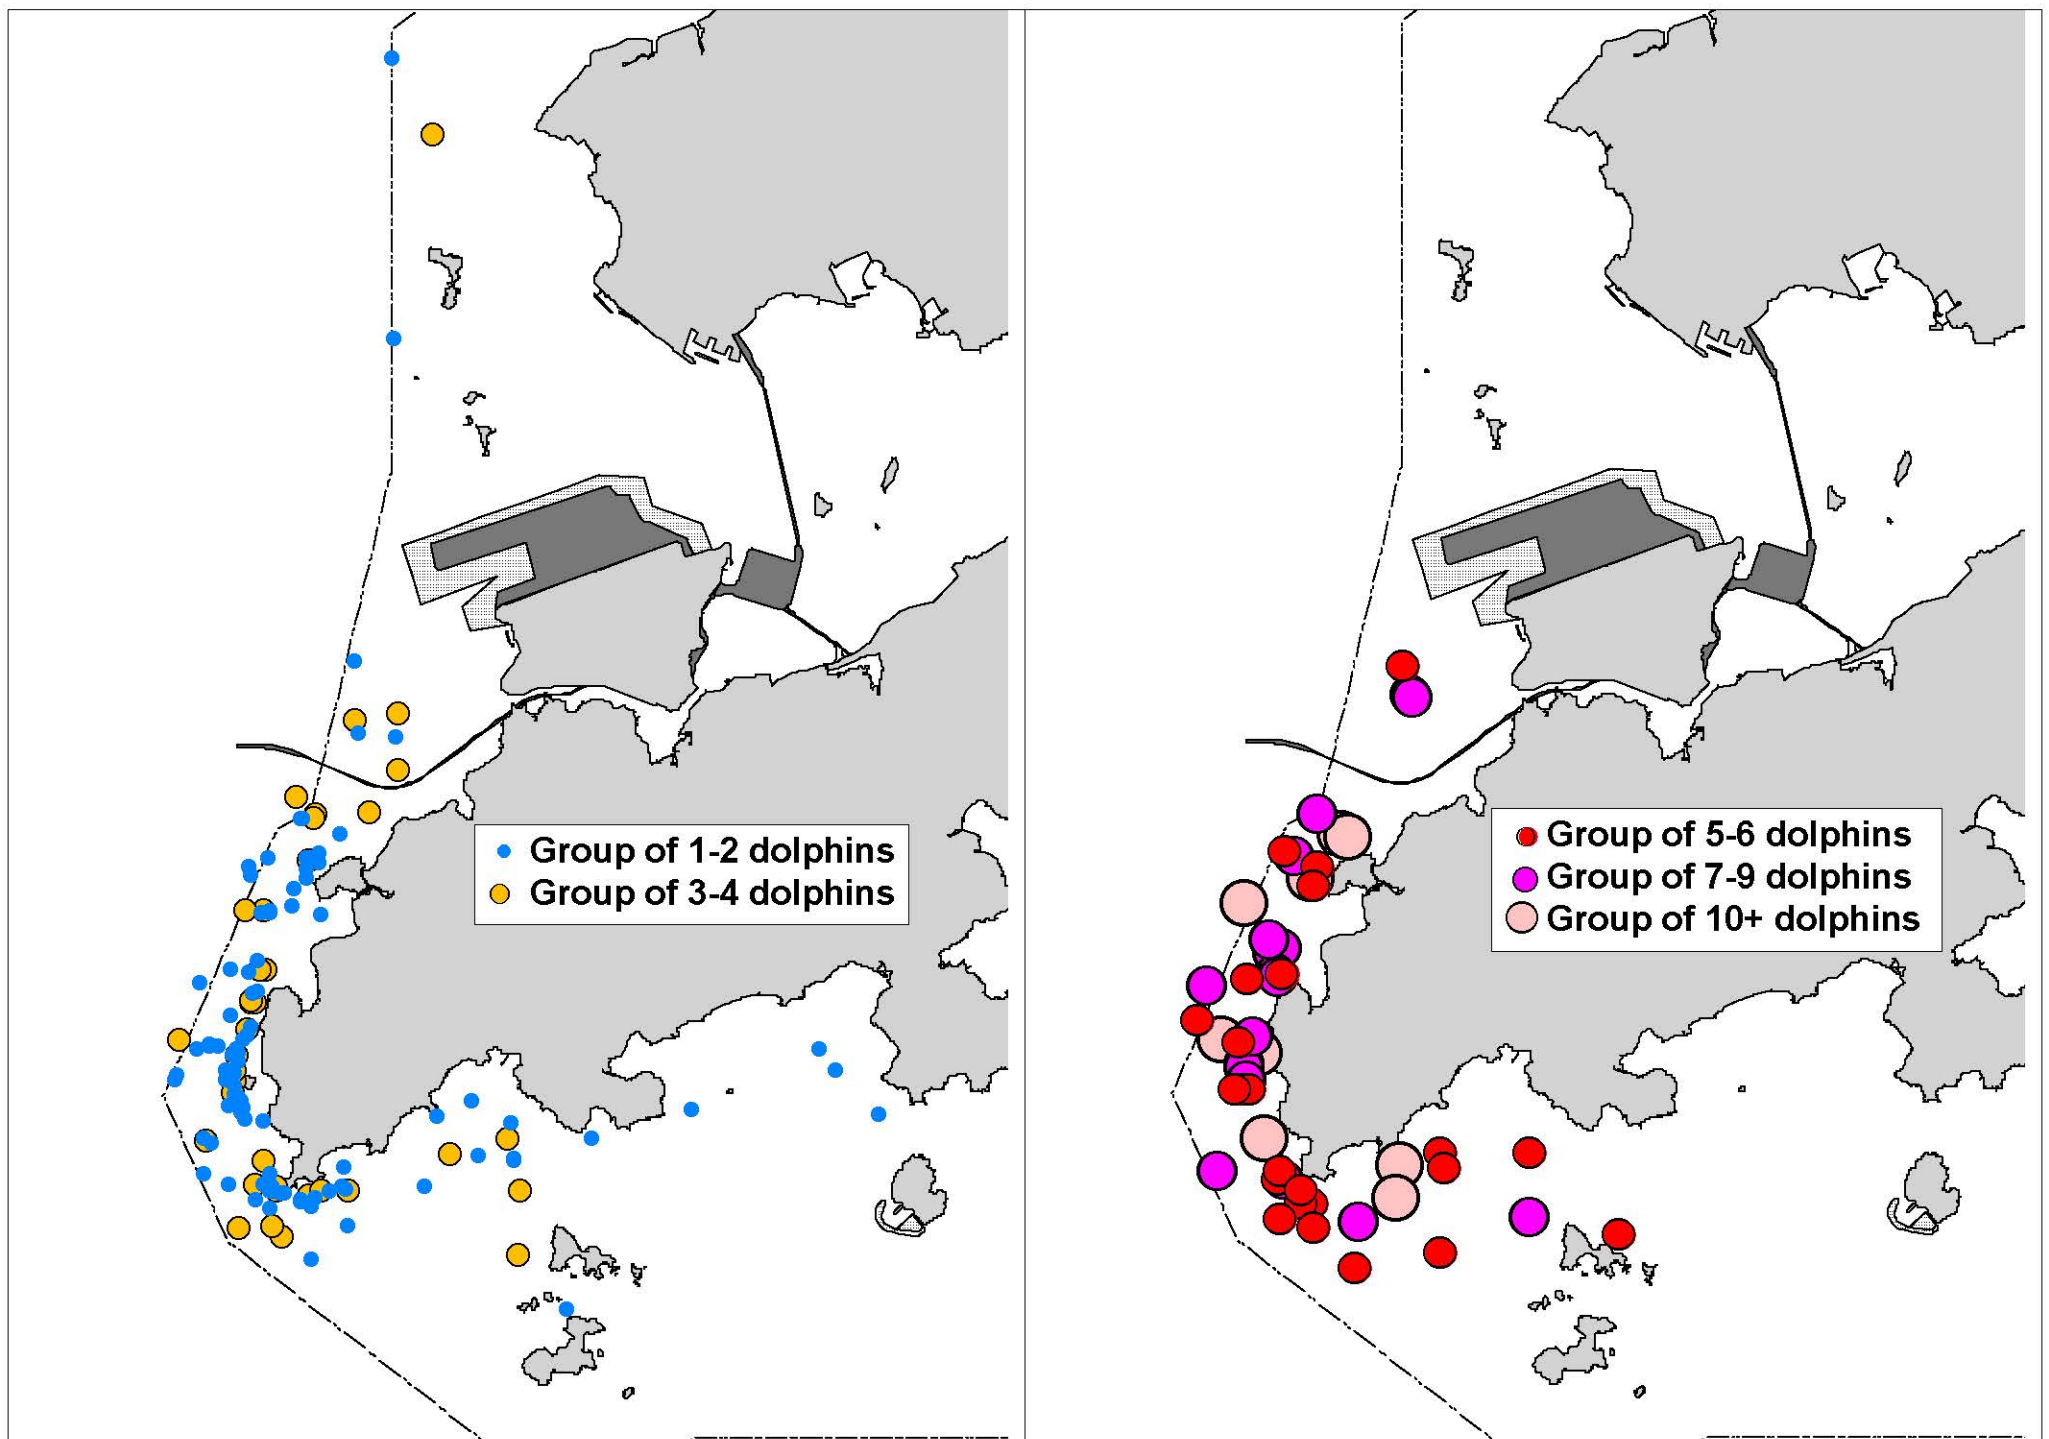 Group of 1-2 dolphins
Group of 3-4 dolphins
Group of 5-6 dolphins
Group of 7-9 dolphins
Group of 10+ dolphins